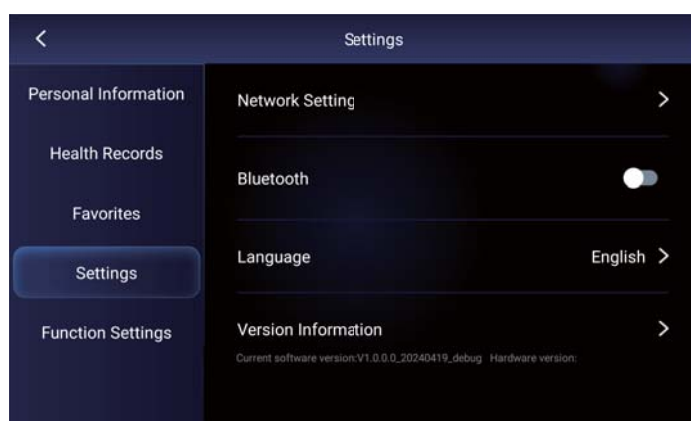 Settings
Personal Information
Health Records
Favorites
Settings
Function Settings
Network Setting
Bluetooth
Language
English
Version Information
Current software version:V1.0.0.0_20240419_debug Hardware version: